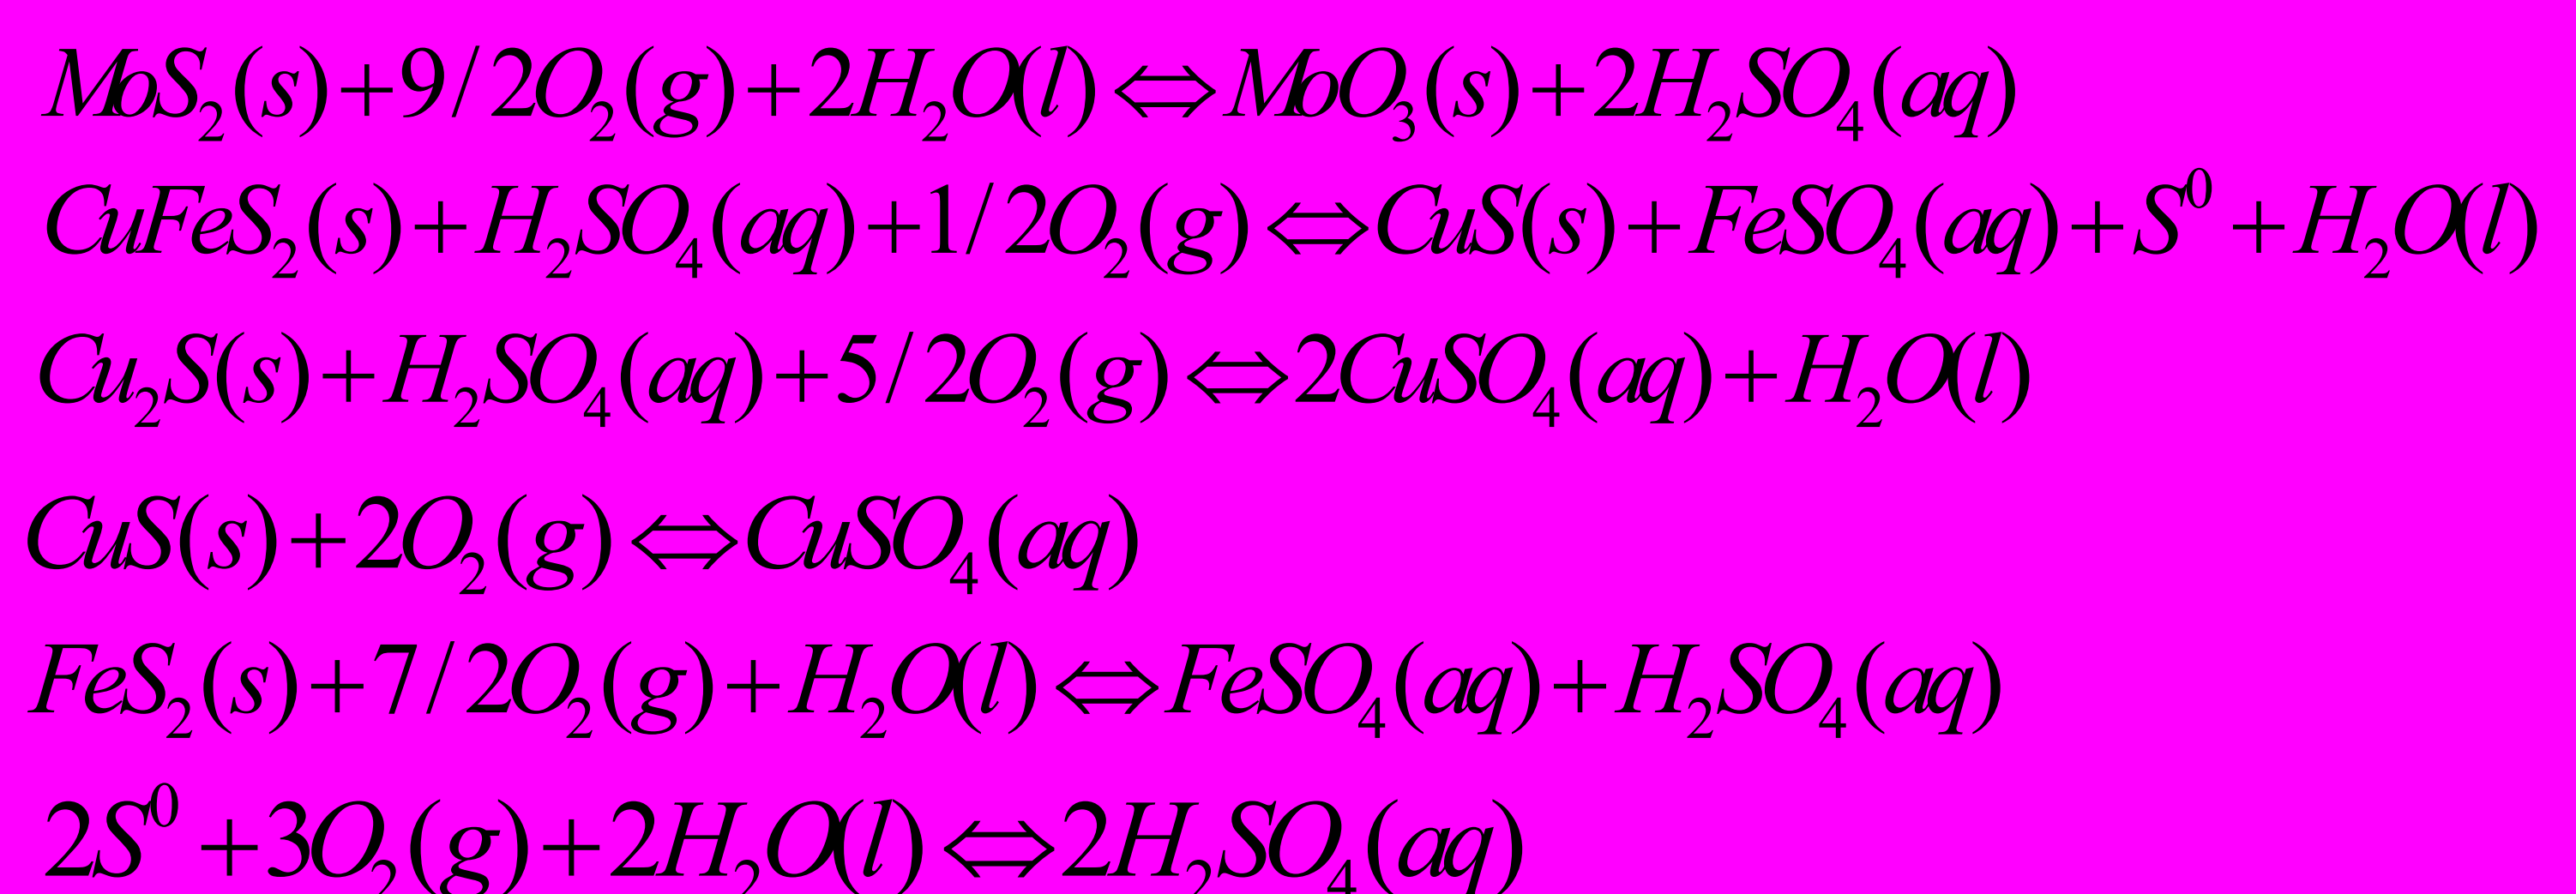 MoS₂(s)+9/2O₂(g)+2H₂O(l)⇔MoO₃(s)+2H₂SO₄(aq)
CuFeS₂(s)+H₂SO₄(aq)+1/2O₂(g)⇔CuS(s)+FeSO₄(aq)+S⁰+H₂O(l)
Cu₂S(s)+H₂SO₄(aq)+5/2O₂(g)⇔2CuSO₄(aq)+H₂O(l)
CuS(s)+2O₂(g)⇔CuSO₄(aq)
FeS₂(s)+7/2O₂(g)+H₂O(l)⇔FeSO₄(aq)+H₂SO₄(aq)
2S⁰+3O₂(g)+2H₂O(l)⇔2H₂SO₄(aq)